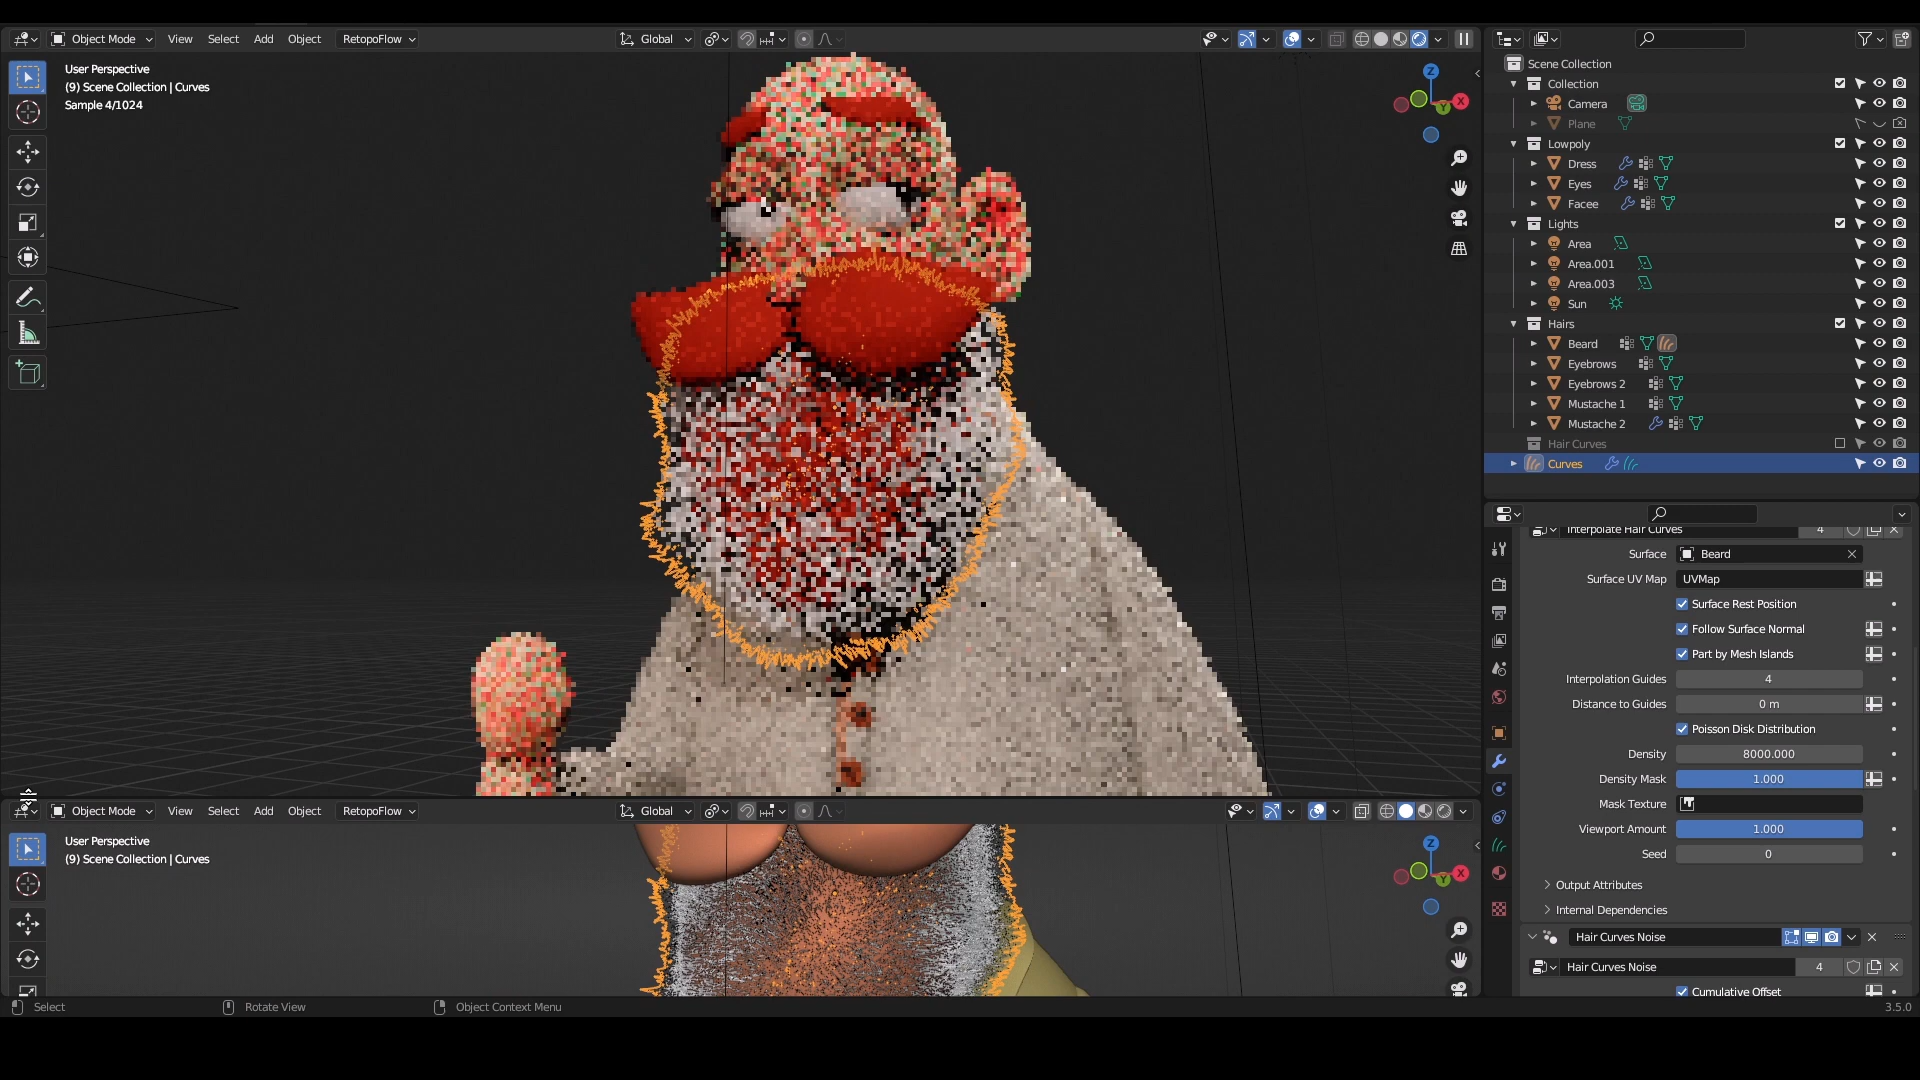 Object Mode View Select Add Object RetopoFlow Global
User Perspective
(9) Scene Collection | Curves
Sample 4/1024
Z
X
Y
Scene Collection
Collection
Camera
Plane
Lowpoly
Dress
Eyes
Facee
Lights
Area
Area.001
Area.003
Sun
Hairs
Beard
Eyebrows
Eyebrows 2
Mustache 1
Mustache 2
Hair Curves
Curves
Interpolate Hair Curves 4
Surface Beard
Surface UV Map UVMap
Surface Rest Position
Follow Surface Normal
Part by Mesh Islands
Interpolation Guides 4
Distance to Guides 0 m
Poisson Disk Distribution
Density 8000.000
Density Mask 1.000
Mask Texture
Viewport Amount 1.000
Seed 0
Output Attributes
Internal Dependencies
Hair Curves Noise
Hair Curves Noise 4
Cumulative Offset
Object Mode View Select Add Object RetopoFlow Global
User Perspective
(9) Scene Collection | Curves
Z
X
Y
Select Rotate View Object Context Menu 3.5.0